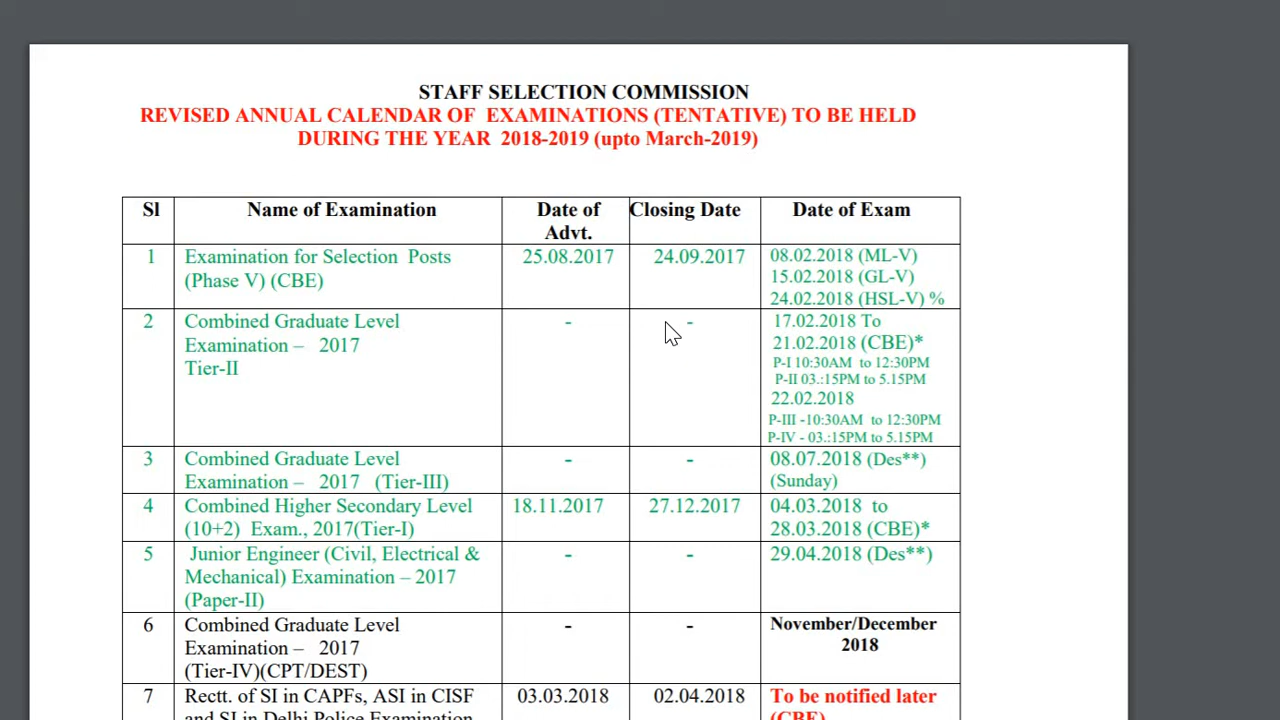 STAFF SELECTION COMMISSION
REVISED ANNUAL CALENDAR OF EXAMINATIONS (TENTATIVE) TO BE HELD
DURING THE YEAR 2018-2019 (upto March-2019)
Sl Name of Examination Date of Advt. Closing Date Date of Exam
1 Examination for Selection Posts (Phase V) (CBE) 25.08.2017 24.09.2017 08.02.2018 (ML-V)
15.02.2018 (GL-V)
24.02.2018 (HSL-V) %
2 Combined Graduate Level Examination – 2017 Tier-II - - 17.02.2018 To
21.02.2018 (CBE)*
P-I 10:30AM to 12:30PM
P-II 03.:15PM to 5.15PM
22.02.2018
P-III -10:30AM to 12:30PM
P-IV - 03.:15PM to 5.15PM
3 Combined Graduate Level Examination – 2017 (Tier-III) - - 08.07.2018 (Des**)
(Sunday)
4 Combined Higher Secondary Level (10+2) Exam., 2017(Tier-I) 18.11.2017 27.12.2017 04.03.2018 to
28.03.2018 (CBE)*
5 Junior Engineer (Civil, Electrical & Mechanical) Examination – 2017 (Paper-II) - - 29.04.2018 (Des**)
6 Combined Graduate Level Examination – 2017 (Tier-IV)(CPT/DEST) - - November/December
2018
7 Rectt. of SI in CAPFs, ASI in CISF and SI in Delhi Police Examination 03.03.2018 02.04.2018 To be notified later
(CBE)